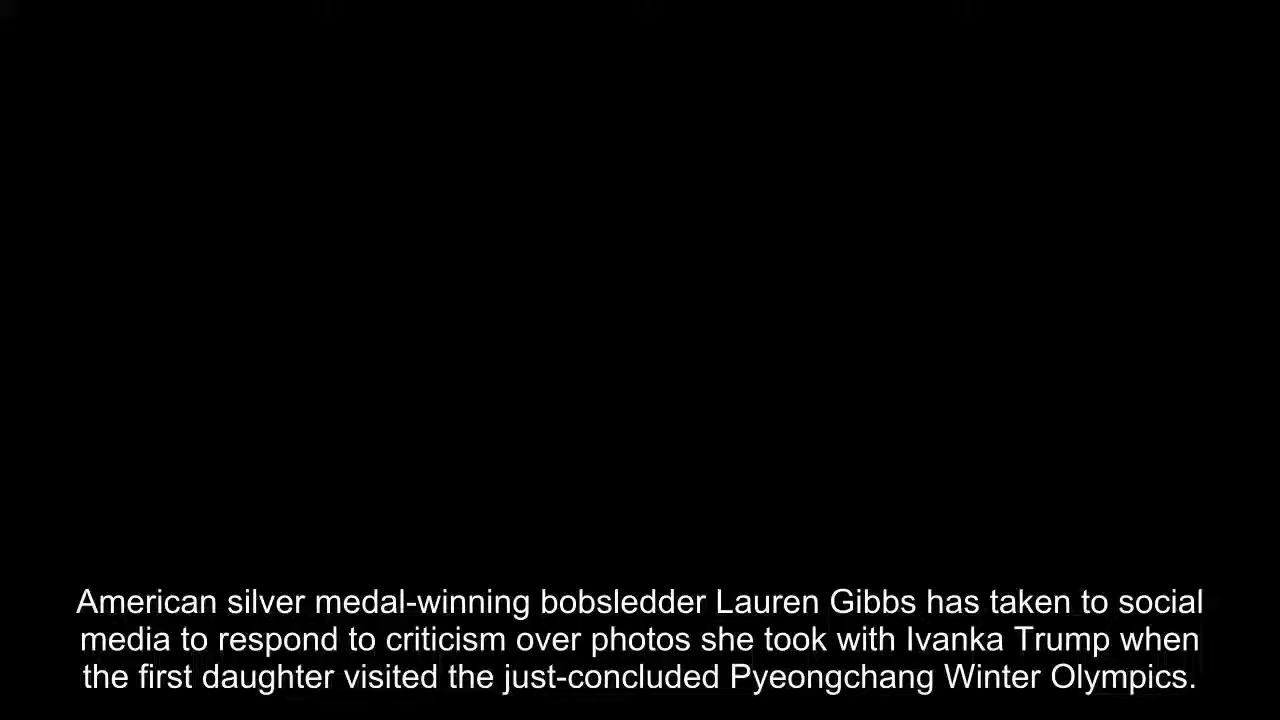 American silver medal-winning bobsledder Lauren Gibbs has taken to social
media to respond to criticism over photos she took with Ivanka Trump when
the first daughter visited the just-concluded Pyeongchang Winter Olympics.